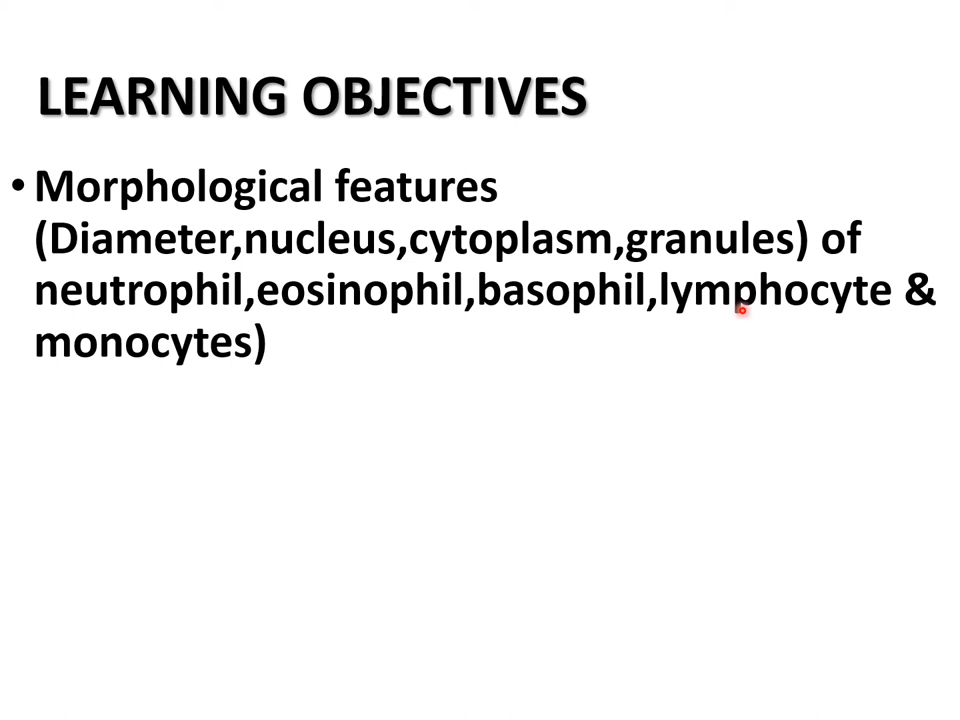 LEARNING OBJECTIVES
• Morphological features
(Diameter,nucleus,cytoplasm,granules) of
neutrophil,eosinophil,basophil,lymphocyte &
monocytes)